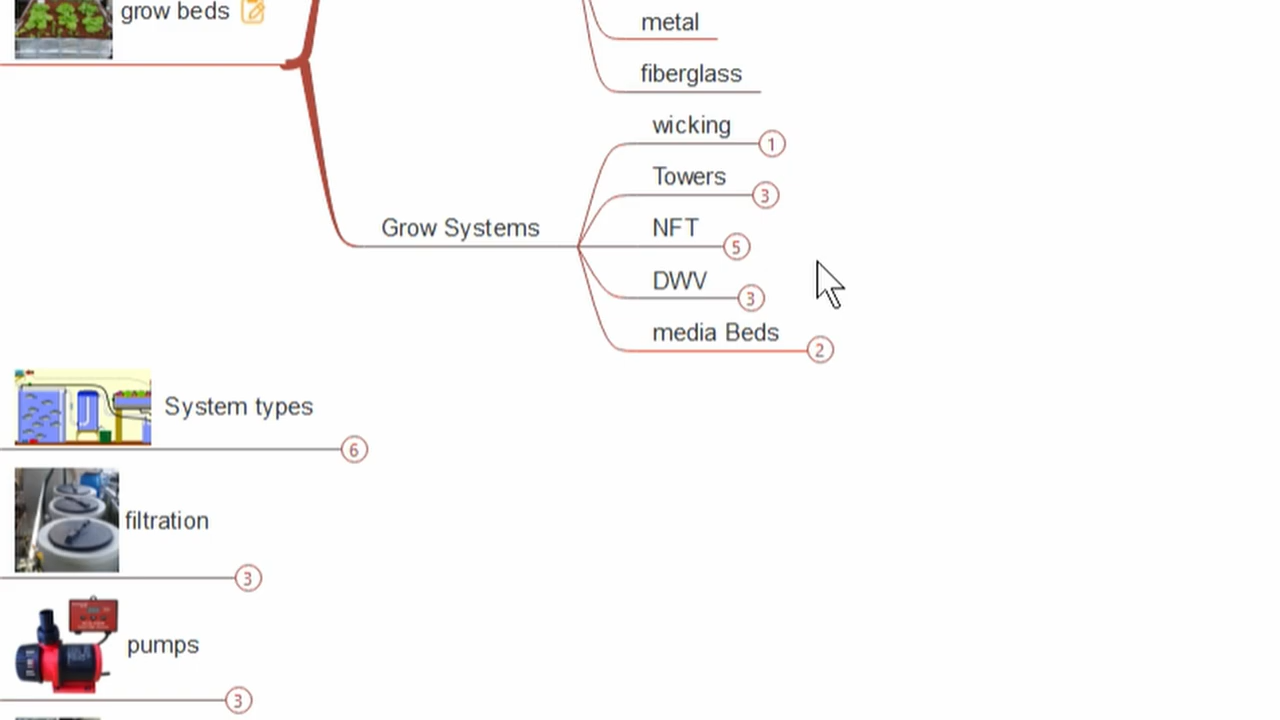 grow beds
metal
fiberglass
wicking 1
Towers 3
Grow Systems
NFT 5
DWV 3
media Beds 2
System types
6
filtration
3
pumps
3